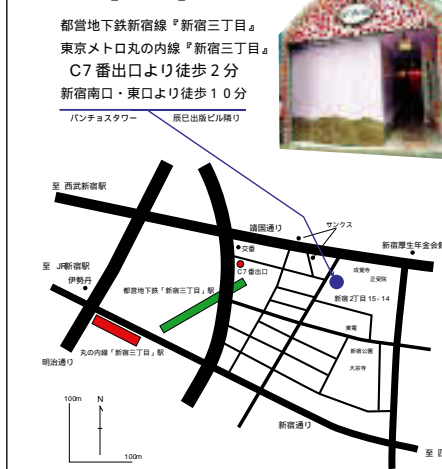 都営地下鉄新宿線『新宿三丁目』
東京メトロ丸の内線『新宿三丁目』
C7番出口より徒歩2分
新宿南口・東口より徒歩10分
パンチョスタワー 辰巳出版ビル隣り
至 西武新宿駅
靖国通り
サンクス
交番
新宿厚生年金会館
C7番出口
成覚寺
正受院
至 JR新宿駅
伊勢丹
都営地下鉄「新宿三丁目」駅
新宿2丁目15-14
東電
新宿公園
大宗寺
丸の内線「新宿三丁目」駅
明治通り
新宿通り
100m
N
100m
至 四